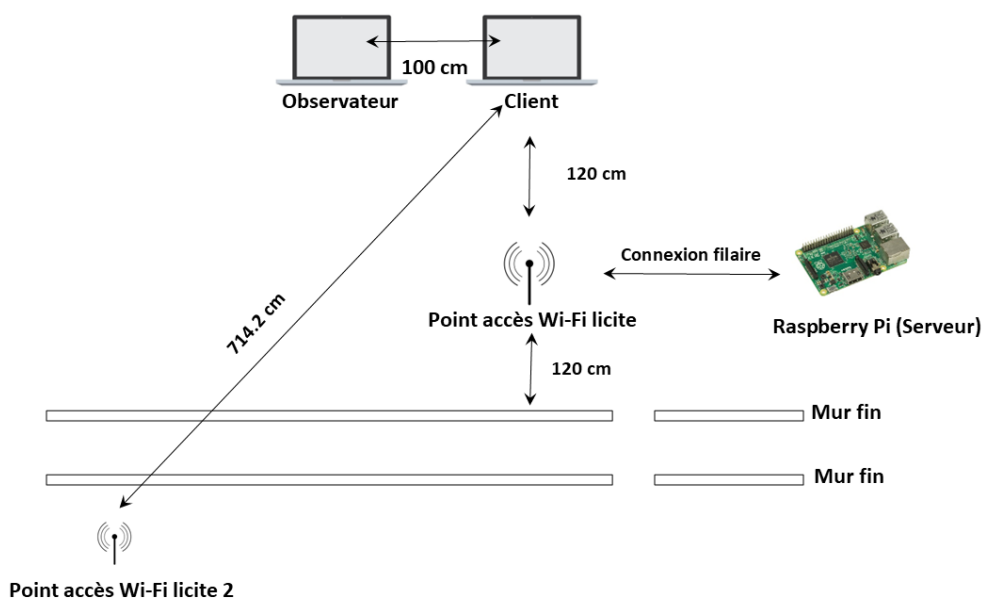 100 cm
Observateur
Client
120 cm
Connexion filaire
Point accès Wi-Fi licite
Raspberry Pi (Serveur)
714.2 cm
120 cm
Mur fin
Mur fin
Point accès Wi-Fi licite 2